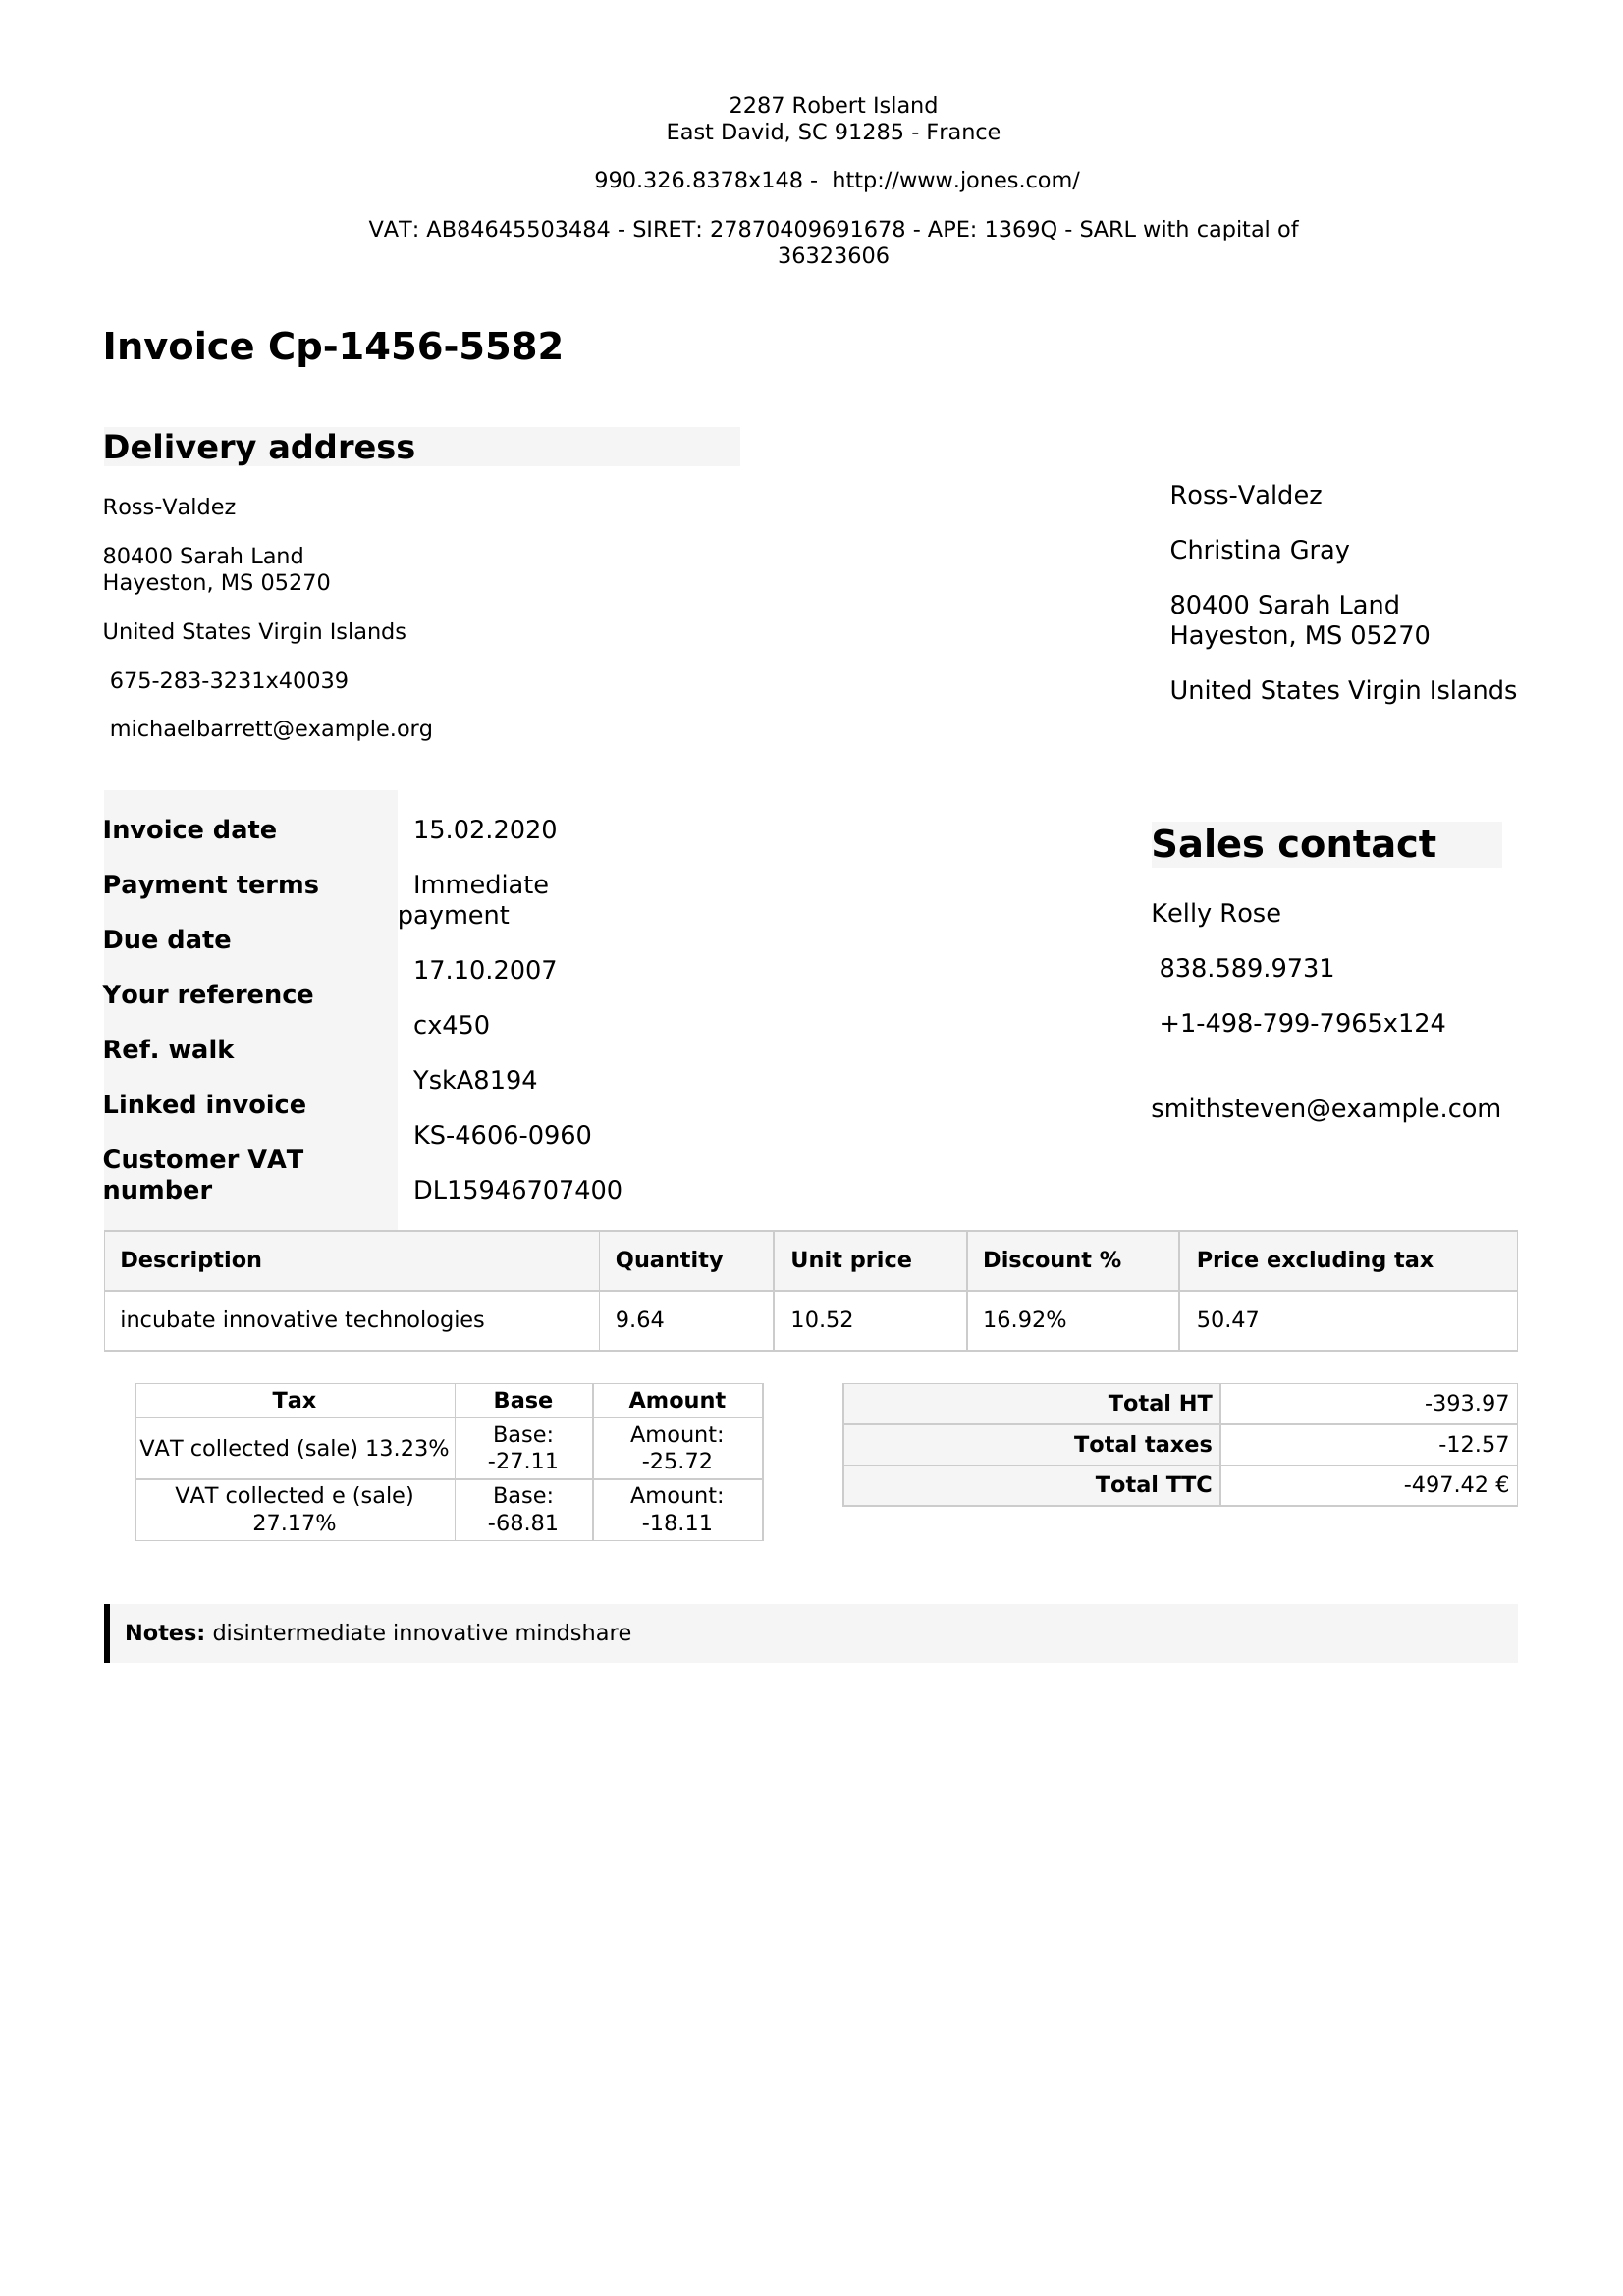 2287 Robert Island
East David, SC 91285 - France
990.326.8378x148 -  http://www.jones.com/
VAT: AB84645503484 - SIRET: 27870409691678 - APE: 1369Q - SARL with capital of
36323606
Invoice Cp-1456-5582
Delivery address
Ross-Valdez
80400 Sarah Land
Hayeston, MS 05270
United States Virgin Islands
675-283-3231x40039
michaelbarrett@example.org
Ross-Valdez
Christina Gray
80400 Sarah Land
Hayeston, MS 05270
United States Virgin Islands
Invoice date
Payment terms
Due date
Your reference
Ref. walk
Linked invoice
Customer VAT
number
15.02.2020
Immediate
payment
17.10.2007
cx450
YskA8194
KS-4606-0960
DL15946707400
Sales contact
Kelly Rose
838.589.9731
+1-498-799-7965x124
smithsteven@example.com
Description Quantity Unit price Discount % Price excluding tax
incubate innovative technologies 9.64 10.52 16.92% 50.47
Tax Base Amount
VAT collected (sale) 13.23% Base: -27.11 Amount: -25.72
VAT collected e (sale) 27.17% Base: -68.81 Amount: -18.11
Total HT -393.97
Total taxes -12.57
Total TTC -497.42 €
Notes: disintermediate innovative mindshare